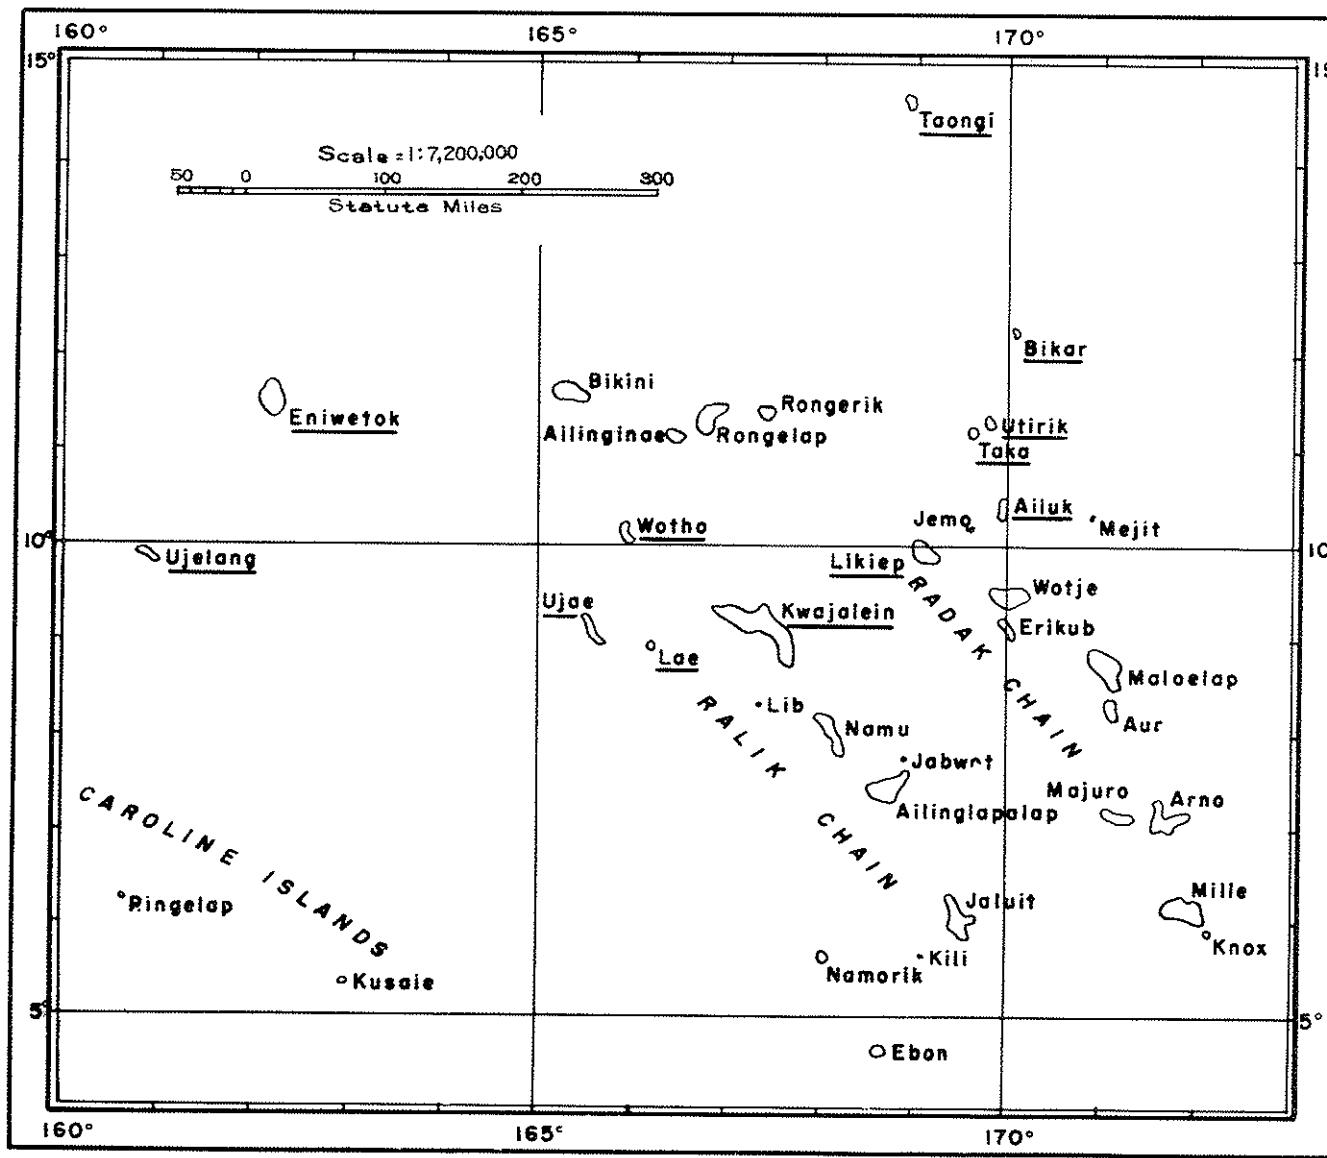 160° 165° 170°
15° 15
Taongi
Scale = 1:7,200,000
50 0 100 200 300
Statute Miles
Bikar
Bikini
Rongerik
Eniwetok
Ailinginae
Rongelap
Utirik
Taka
Ailuk
Jemo
Mejit
Wotho
10° 10
Ujelang
Likiep
Wotje
Ujae
Kwajalein
Erikub
Lae
RADAK CHAIN
Maloelap
Lib
Aur
Namu
RALIK CHAIN
Jabwot
Majuro
Arno
Ailinglapalap
CAROLINE ISLANDS
Pingelap
Jaluit
Mille
Knox
Kili
Namorik
Kusaie
5° 5°
Ebon
160° 165° 170°